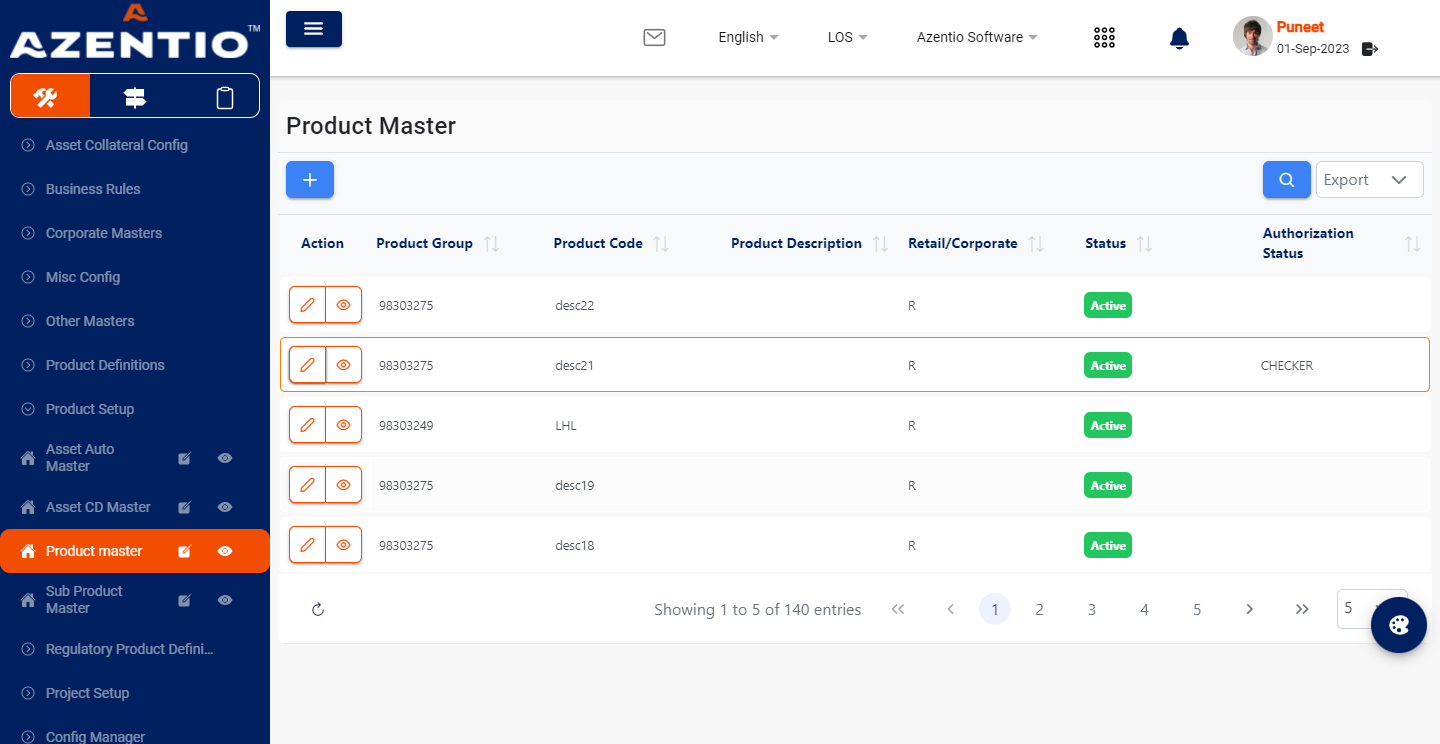 AZENTIO™
English
LOS
Azentio Software
Puneet
01-Sep-2023
Asset Collateral Config
Business Rules
Corporate Masters
Misc Config
Other Masters
Product Definitions
Product Setup
Asset Auto
Master
Asset CD Master
Product master
Sub Product
Master
Regulatory Product Defini...
Project Setup
Config Manager
Product Master
Export
Action Product Group Product Code Product Description Retail/Corporate Status Authorization
Status
98303275 desc22 R Active
98303275 desc21 R Active CHECKER
98303249 LHL R Active
98303275 desc19 R Active
98303275 desc18 R Active
Showing 1 to 5 of 140 entries 1 2 3 4 5 5